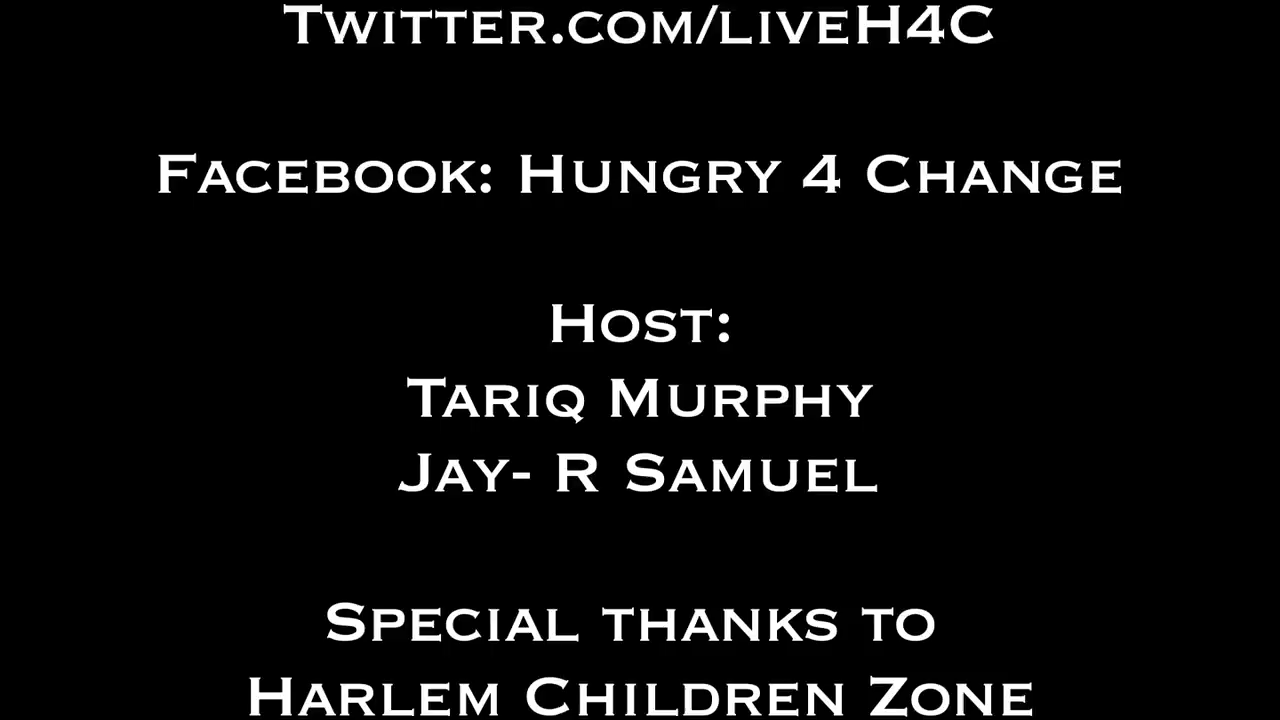 Twitter.com/liveH4C
Facebook: Hungry 4 Change
Host:
Tariq Murphy
Jay- R Samuel
Special thanks to
Harlem Children Zone